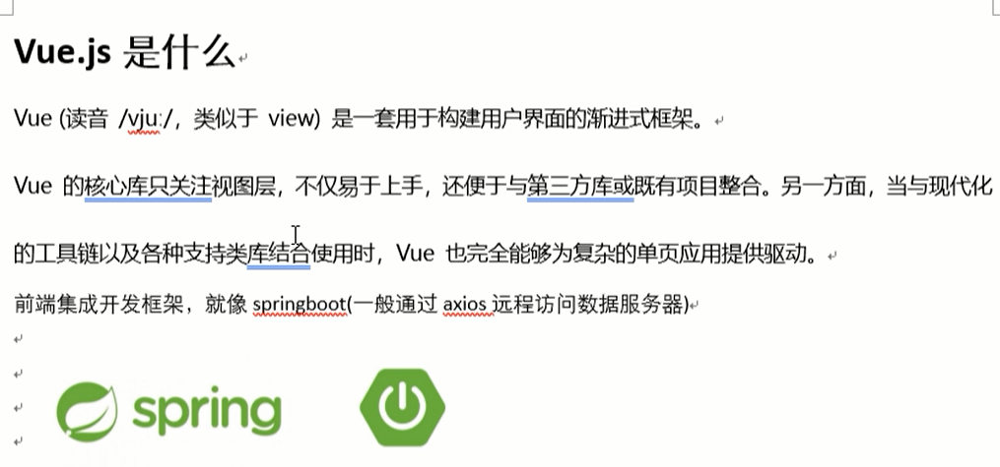 Vue.js 是什么
Vue (读音 /vjuː/，类似于 view) 是一套用于构建用户界面的渐进式框架。
Vue 的核心库只关注视图层，不仅易于上手，还便于与第三方库或既有项目整合。另一方面，当与现代化
的工具链以及各种支持类库结合使用时，Vue 也完全能够为复杂的单页应用提供驱动。
前端集成开发框架，就像 springboot(一般通过 axios 远程访问数据服务器)
spring